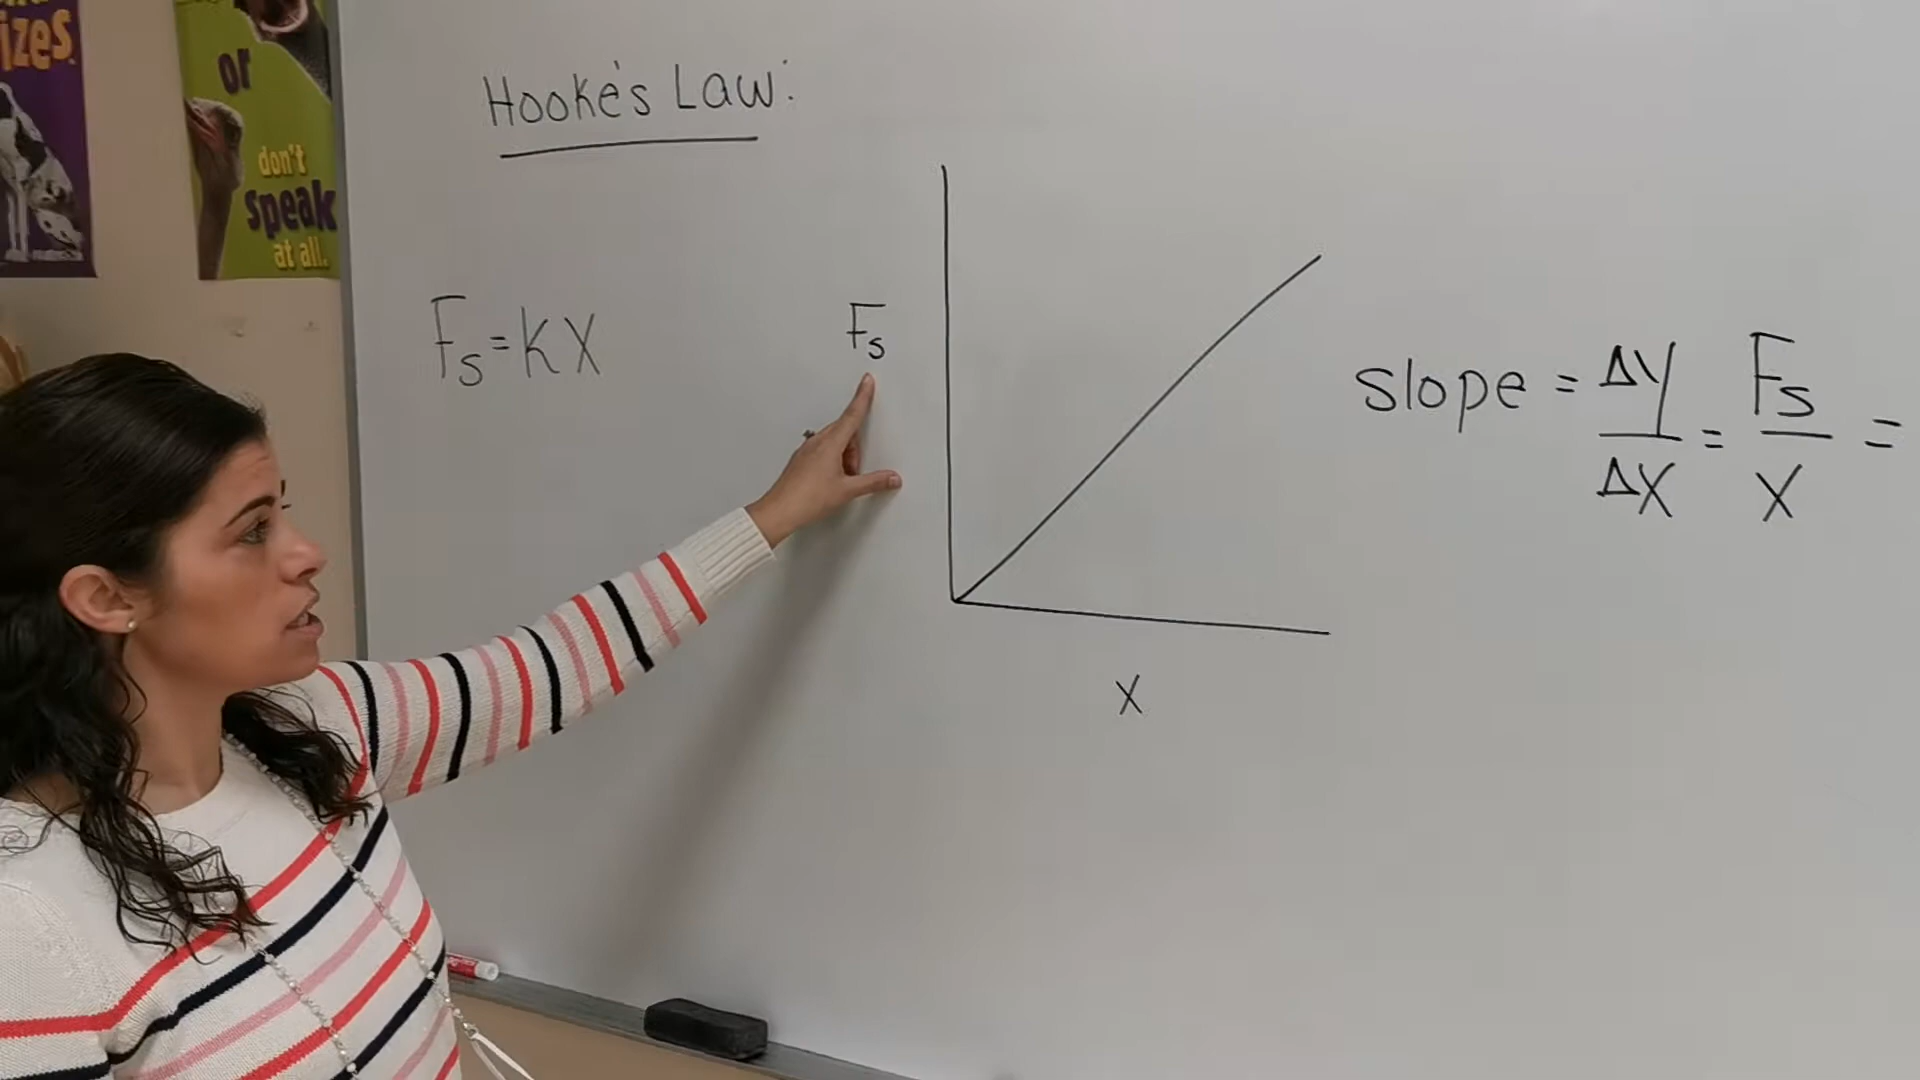 izes.
or
don't
speak
at all.
Hooke's Law:
Fs = KX
Fs
X
slope = ΔY/ΔX = Fs/X =